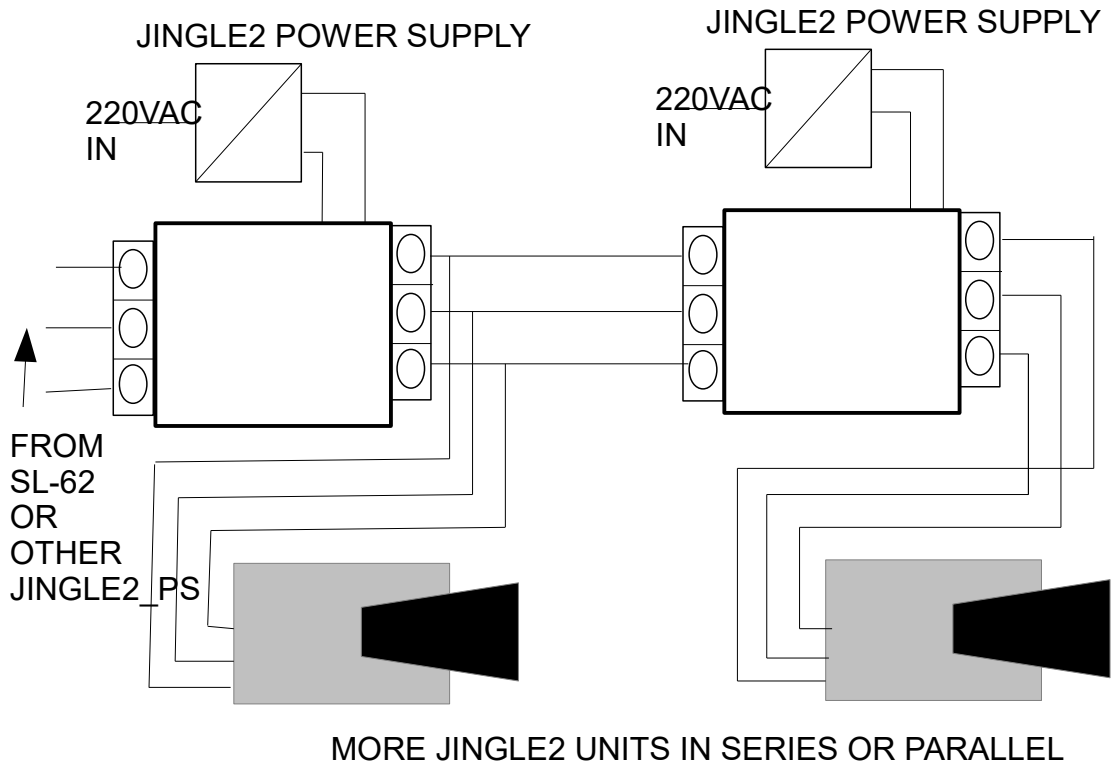 JINGLE2 POWER SUPPLY
220VAC
IN
JINGLE2 POWER SUPPLY
220VAC
IN
FROM
SL-62
OR
OTHER
JINGLE2_PS
MORE JINGLE2 UNITS IN SERIES OR PARALLEL